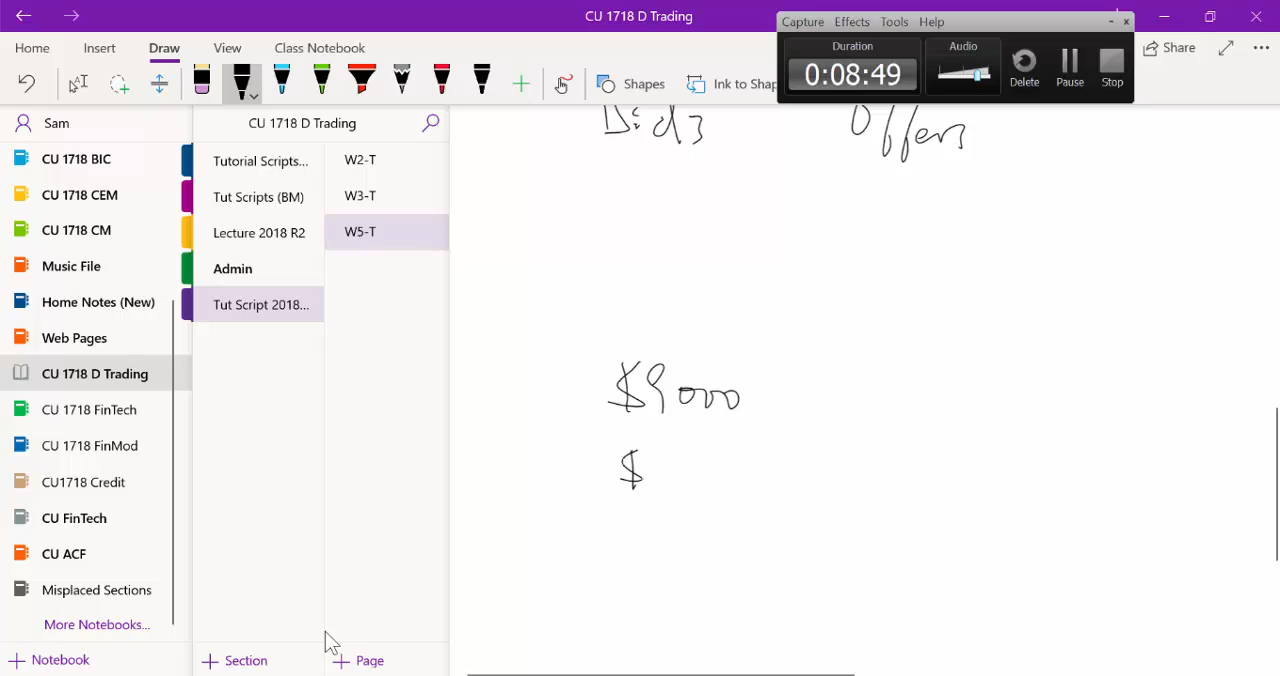 CU 1718 D Trading
Capture Effects Tools Help
Duration
0:08:49
Audio
Delete
Pause
Stop
Home Insert Draw View Class Notebook
Share
Shapes
Ink to Shap
Sam
CU 1718 D Trading
CU 1718 BIC
CU 1718 CEM
CU 1718 CM
Music File
Home Notes (New)
Web Pages
CU 1718 D Trading
CU 1718 FinTech
CU 1718 FinMod
CU1718 Credit
CU FinTech
CU ACF
Misplaced Sections
More Notebooks...
Notebook
Tutorial Scripts...
Tut Scripts (BM)
Lecture 2018 R2
Admin
Tut Script 2018...
Section
W2-T
W3-T
W5-T
Page
Bids Offers
$9000
$